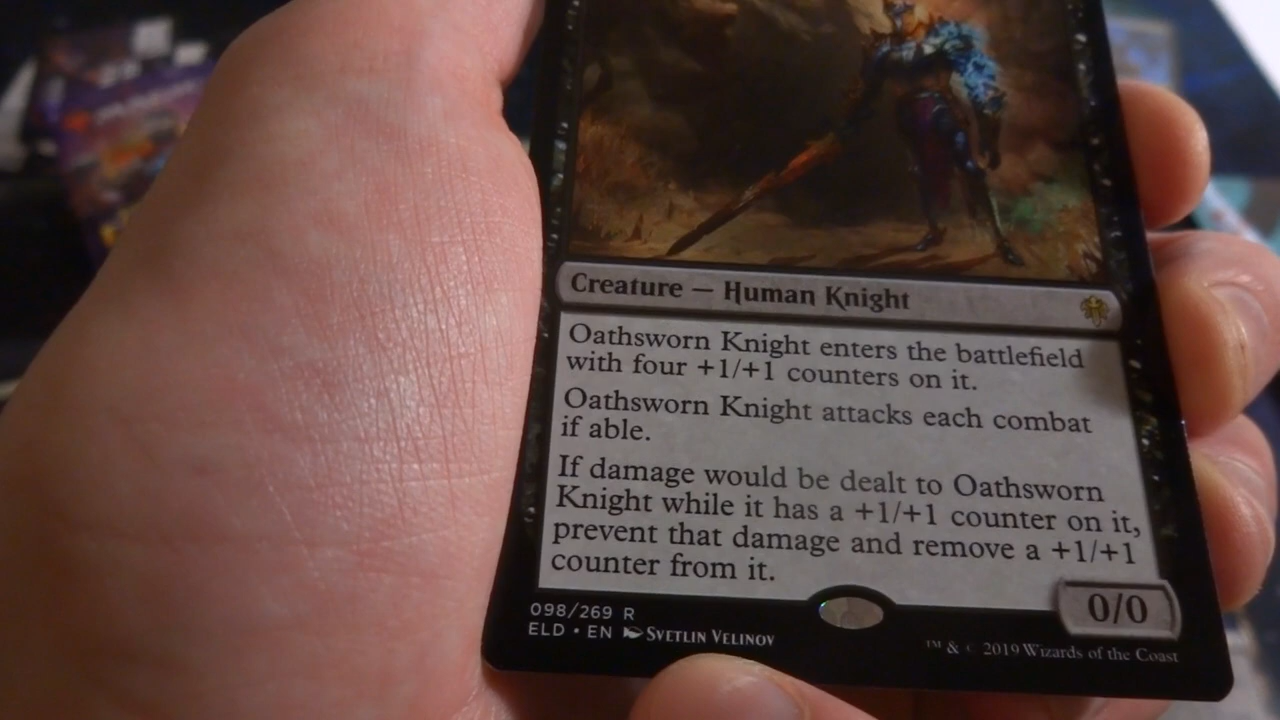 Creature — Human Knight
Oathsworn Knight enters the battlefield
with four +1/+1 counters on it.
Oathsworn Knight attacks each combat
if able.
If damage would be dealt to Oathsworn
Knight while it has a +1/+1 counter on it,
prevent that damage and remove a +1/+1
counter from it.
0/0
098/269 R
ELD • EN Svetlin Velinov
™ & © 2019 Wizards of the Coast